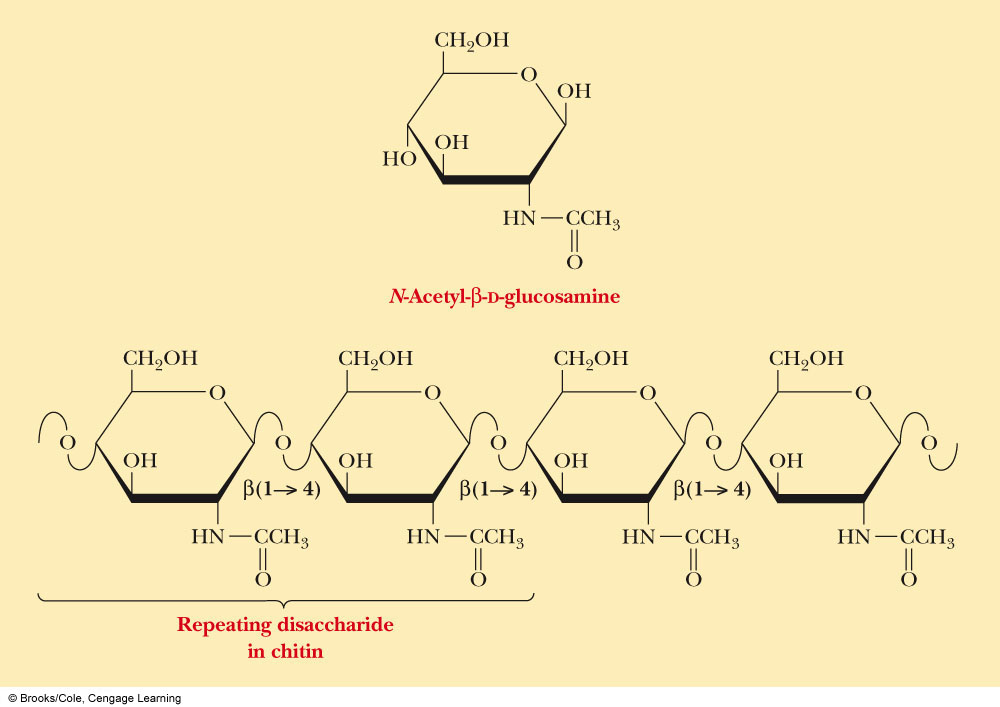 CH₂OH
O
OH
OH
HO
HN—CCH₃
O
N-Acetyl-β-D-glucosamine
CH₂OH CH₂OH CH₂OH CH₂OH
O O O O
O O O O O
OH OH OH OH
β(1→4) β(1→4) β(1→4)
HN—CCH₃ HN—CCH₃ HN—CCH₃ HN—CCH₃
O O O O
Repeating disaccharide
in chitin
© Brooks/Cole, Cengage Learning